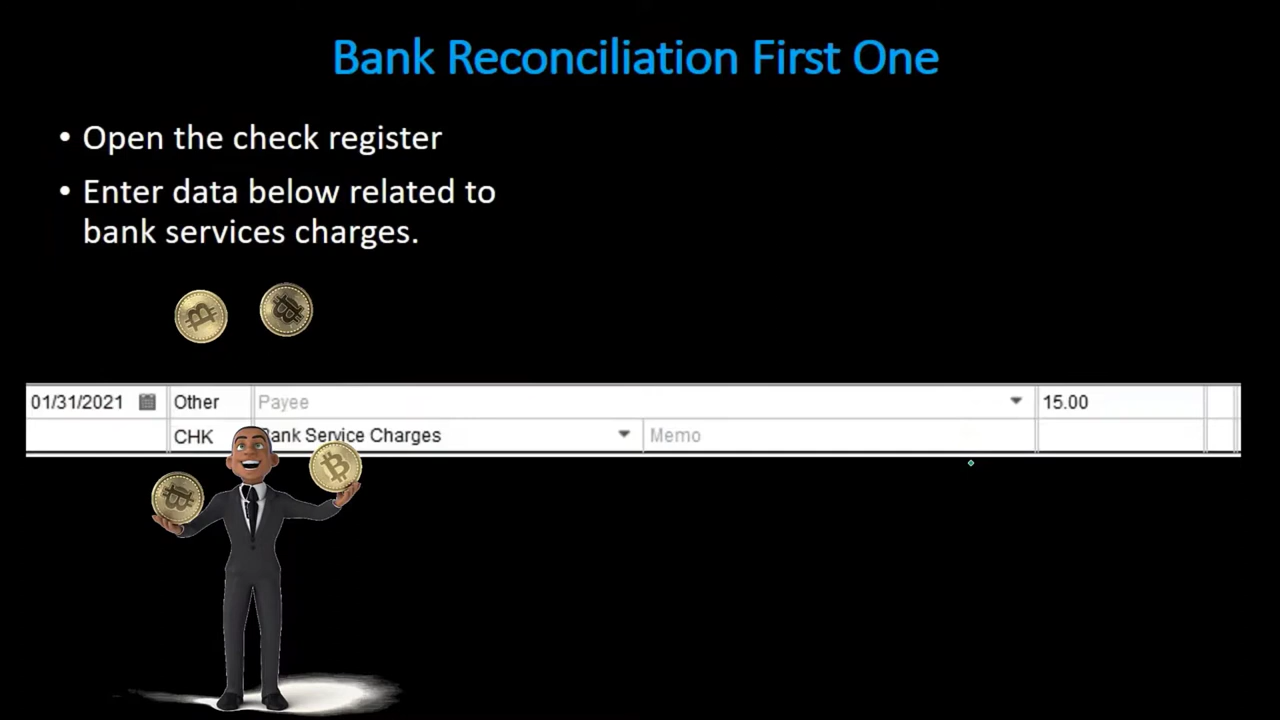 Bank Reconciliation First One
• Open the check register
• Enter data below related to
bank services charges.
01/31/2021 Other Payee 15.00
CHK Bank Service Charges Memo